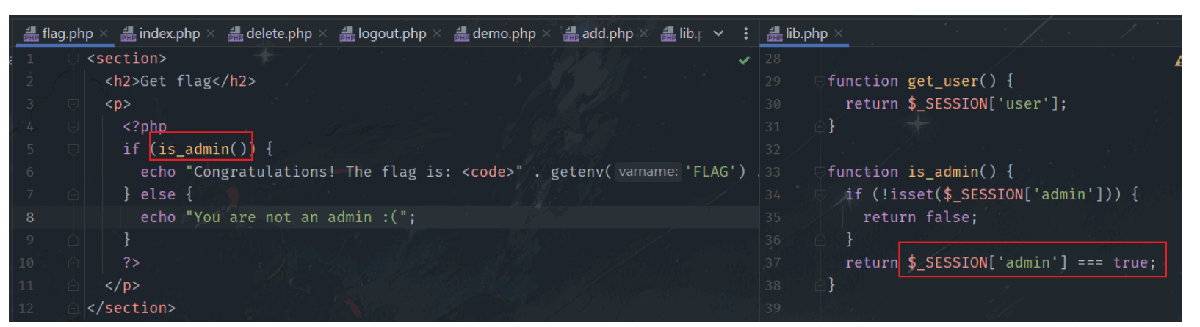 flag.php × index.php × delete.php × logout.php × demo.php × add.php × lib.p
1 <section>
2 <h2>Get flag</h2>
3 <p>
4 <?php
5 if (is_admin()) {
6 echo "Congratulations! The flag is: <code>" . getenv( varname: 'FLAG') .
7 } else {
8 echo "You are not an admin :(";
9 }
10 ?>
11 </p>
12 </section>
lib.php ×
28
29 function get_user() {
30 return $_SESSION['user'];
31 }
32
33 function is_admin() {
34 if (!isset($_SESSION['admin'])) {
35 return false;
36 }
37 return $_SESSION['admin'] === true;
38 }
39